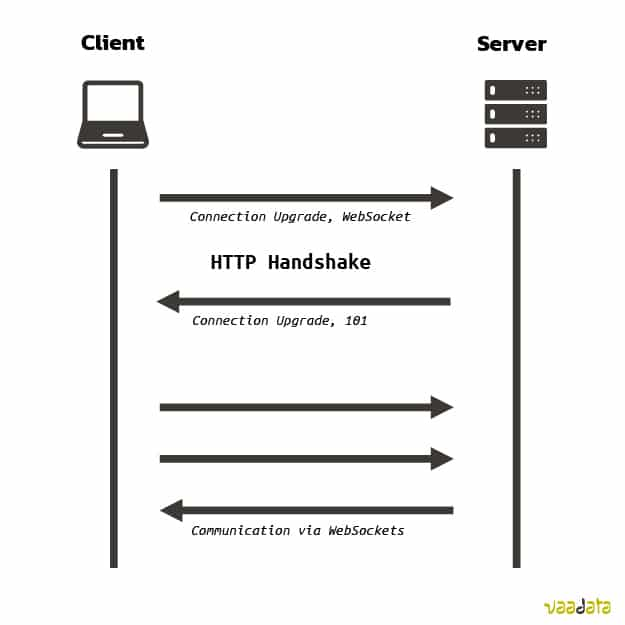 Client
Server
Connection Upgrade, WebSocket
HTTP Handshake
Connection Upgrade, 101
Communication via WebSockets
vaadata